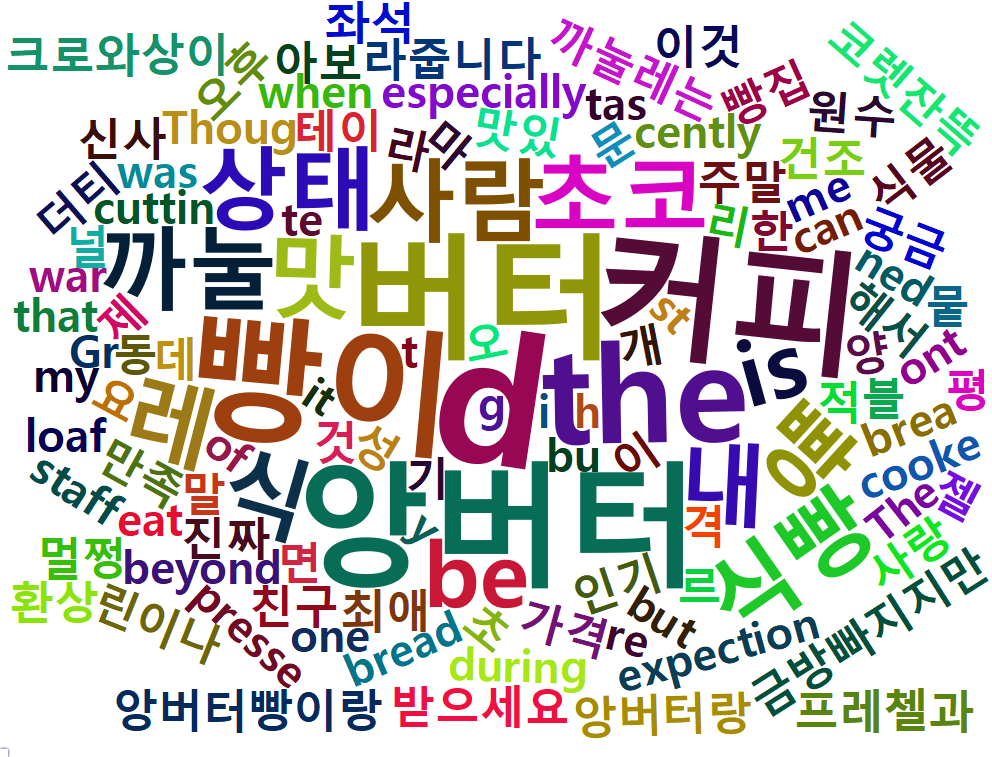 좌석
크로와상이
오후
아보
라줍니다
까눌레는
이것
빵집
코렛잔뜩
when
especially
tas
원수
신사
Thoug
테이
라마
맛있
문
cently
건조
식물
더티
was
상태
사람
초코
주말
me
cuttin
te
리
한
can
궁금
널
까눌
맛
버터
커피
ned
뭍
war
that
제
st
해서
Gr
동
데
빵이
t
오
개
양
ont
my
요
레
it
d
the
is
적
블
평
g
i
h
loaf
of
것
성
bu
이
빵
brea
만족
식
기
내
cooke
staff
말
앙버터
격
식빵
The
젤
eat
진짜
y
멀쩡
beyond
면
be
인기
르
사랑
환상
린이나
presse
친구
최애
초
가격
but
re
금방빠지지만
one
bread
during
expection
앙버터빵이랑
받으세요
앙버터랑
프레첼과